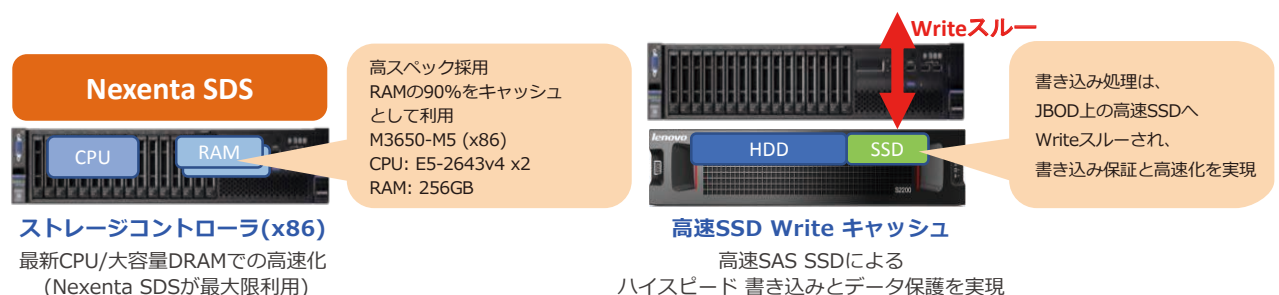 Nexenta SDS
CPU
RAM
高スペック採用
RAMの90%をキャッシュ
として利用
M3650-M5 (x86)
CPU: E5-2643v4 x2
RAM: 256GB
ストレージコントローラ(x86)
最新CPU/大容量DRAMでの高速化
(Nexenta SDSが最大限利用)
Writeスルー
lenovo
HDD
SSD
S2200
書き込み処理は、
JBOD上の高速SSDへ
Writeスルーされ、
書き込み保証と高速化を実現
高速SSD Write キャッシュ
高速SAS SSDによる
ハイスピード 書き込みとデータ保護を実現